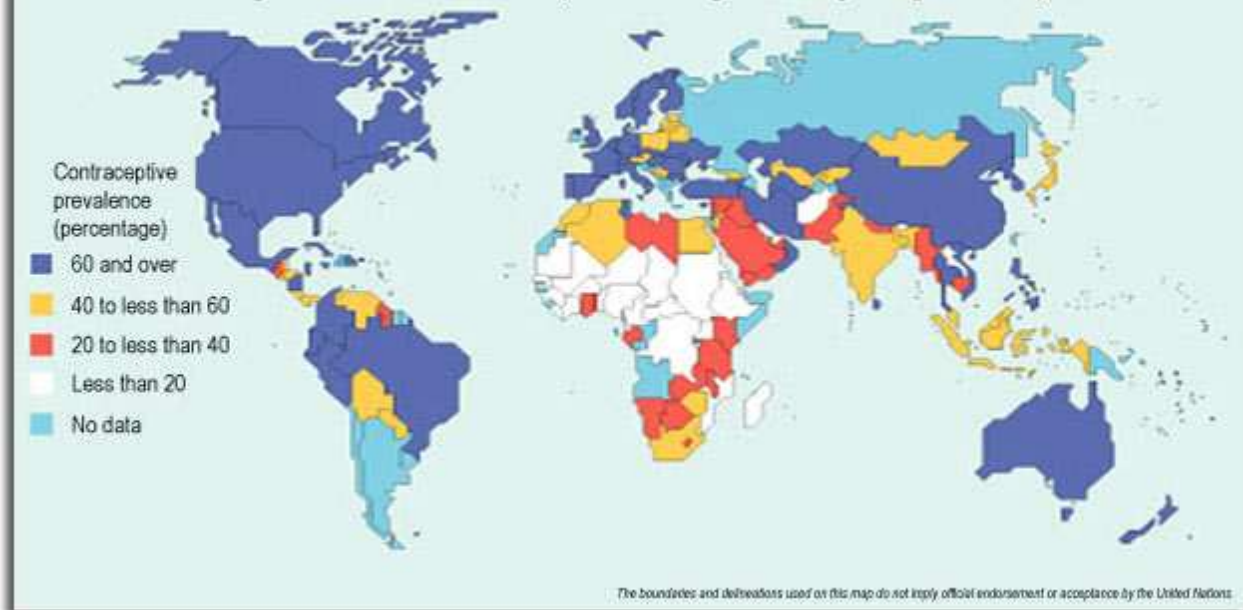 Contraceptive
prevalence
(percentage)
60 and over
40 to less than 60
20 to less than 40
Less than 20
No data
The boundaries and delineations used on this map do not imply official endorsement or acceptance by the United Nations.